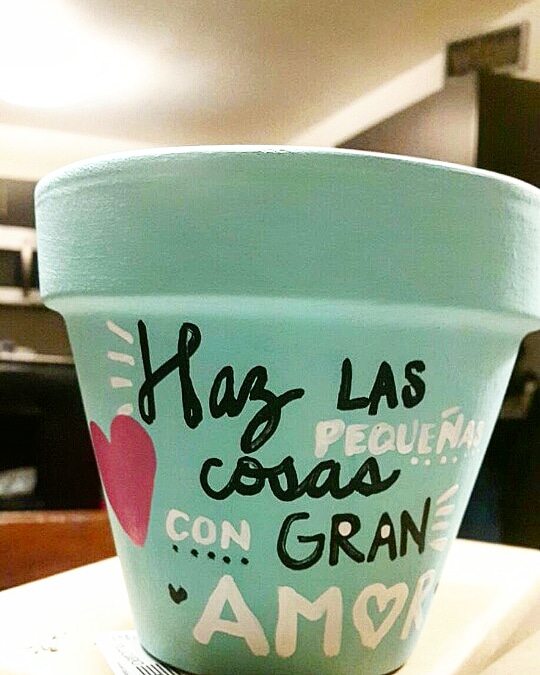 Haz LAS
PEQUEÑAS
cosas
CON GRAN
AMOR